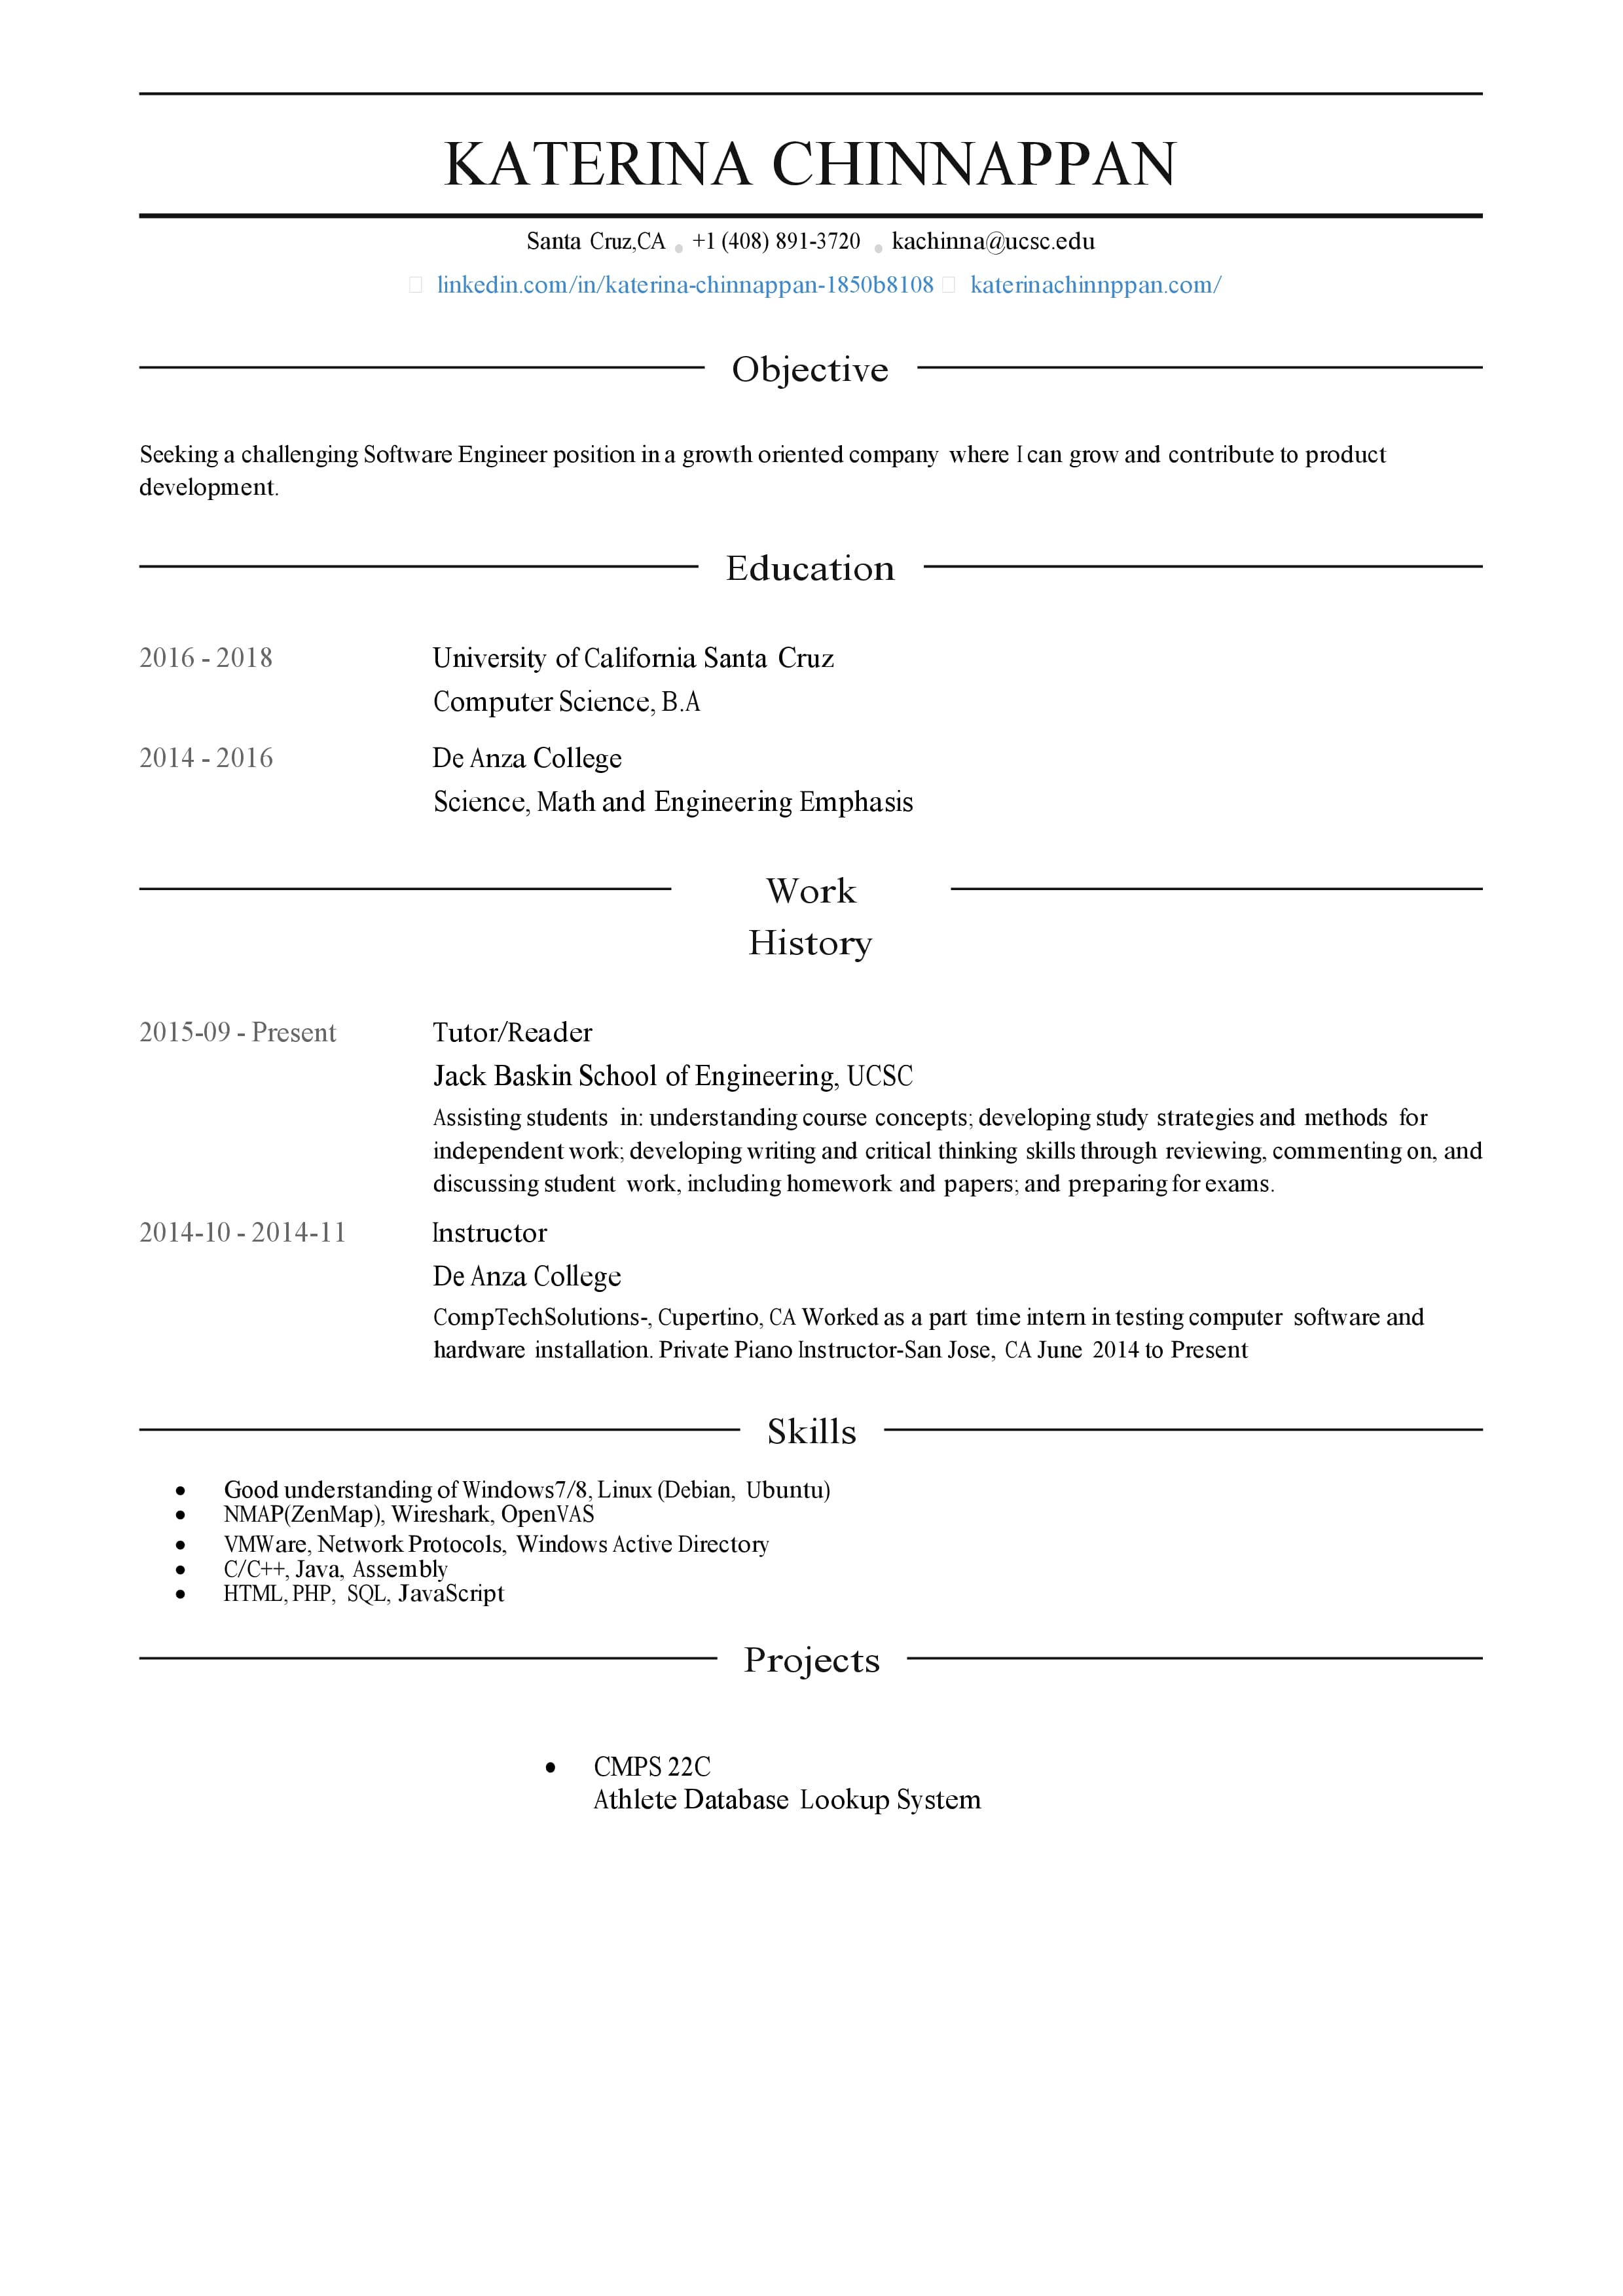 KATERINA CHINNAPPAN
Santa Cruz,CA • +1 (408) 891-3720 • kachinna@ucsc.edu
linkedin.com/in/katerina-chinnappan-1850b8108 katerinachinnppan.com/
Objective
Seeking a challenging Software Engineer position in a growth oriented company where I can grow and contribute to product
development.
Education
2016 - 2018 University of California Santa Cruz
Computer Science, B.A
2014 - 2016 De Anza College
Science, Math and Engineering Emphasis
Work
History
2015-09 - Present Tutor/Reader
Jack Baskin School of Engineering, UCSC
Assisting students in: understanding course concepts; developing study strategies and methods for
independent work; developing writing and critical thinking skills through reviewing, commenting on, and
discussing student work, including homework and papers; and preparing for exams.
2014-10 - 2014-11 Instructor
De Anza College
CompTechSolutions-, Cupertino, CA Worked as a part time intern in testing computer software and
hardware installation. Private Piano Instructor-San Jose, CA June 2014 to Present
Skills
• Good understanding of Windows7/8, Linux (Debian, Ubuntu)
• NMAP(ZenMap), Wireshark, OpenVAS
• VMWare, Network Protocols, Windows Active Directory
• C/C++, Java, Assembly
• HTML, PHP, SQL, JavaScript
Projects
• CMPS 22C
Athlete Database Lookup System